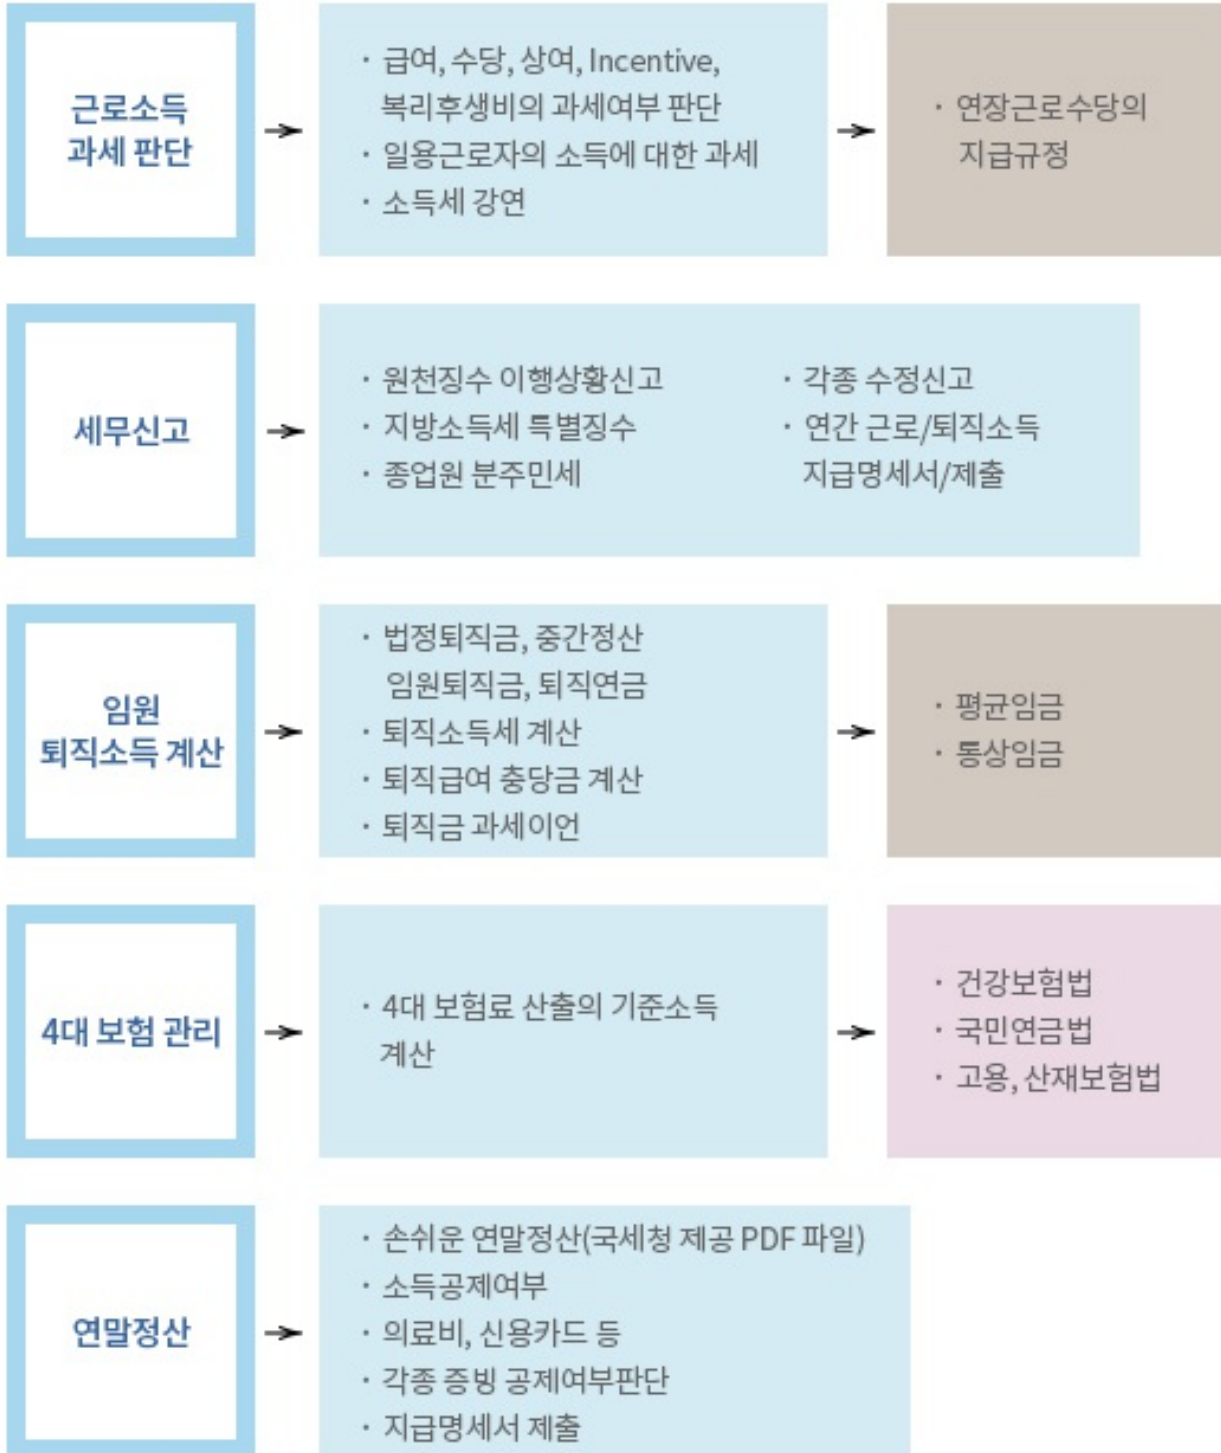 근로소득
과세 판단
· 급여, 수당, 상여, Incentive,
복리후생비의 과세여부 판단
· 일용근로자의 소득에 대한 과세
· 소득세 강연
· 연장근로수당의
지급규정
세무신고
· 원천징수 이행상황신고
· 지방소득세 특별징수
· 종업원 분주민세
· 각종 수정신고
· 연간 근로/퇴직소득
지급명세서/제출
임원
퇴직소득 계산
· 법정퇴직금, 중간정산
임원퇴직금, 퇴직연금
· 퇴직소득세 계산
· 퇴직급여 충당금 계산
· 퇴직금 과세이언
· 평균임금
· 통상임금
4대 보험 관리
· 4대 보험료 산출의 기준소득
계산
· 건강보험법
· 국민연금법
· 고용, 산재보험법
연말정산
· 손쉬운 연말정산(국세청 제공 PDF 파일)
· 소득공제여부
· 의료비, 신용카드 등
· 각종 증빙 공제여부판단
· 지급명세서 제출